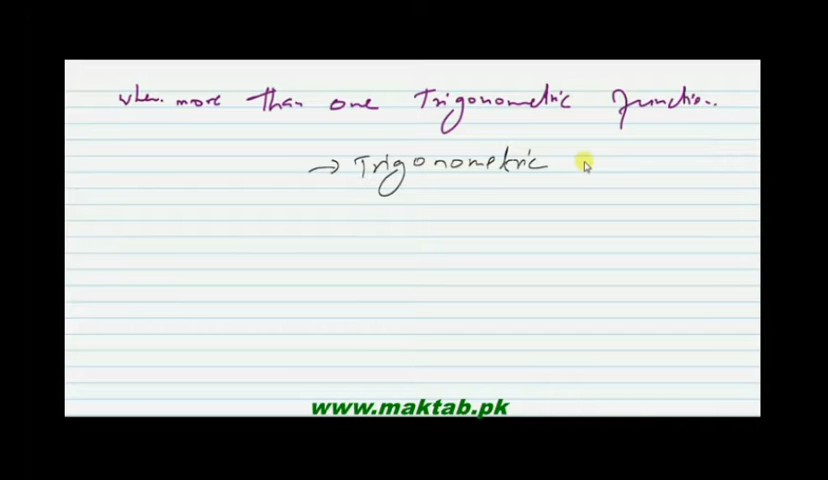 when more than one Trigonometric function.
→ Trigonometric
www.maktab.pk